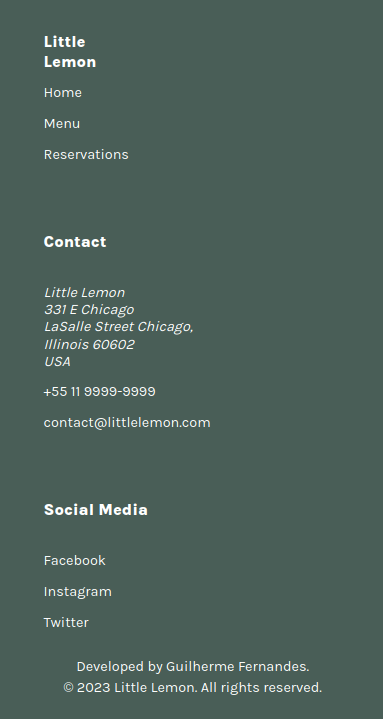 Little
Lemon
Home
Menu
Reservations
Contact
Little Lemon
331 E Chicago
LaSalle Street Chicago,
Illinois 60602
USA
+55 11 9999-9999
contact@littlelemon.com
Social Media
Facebook
Instagram
Twitter
Developed by Guilherme Fernandes.
© 2023 Little Lemon. All rights reserved.